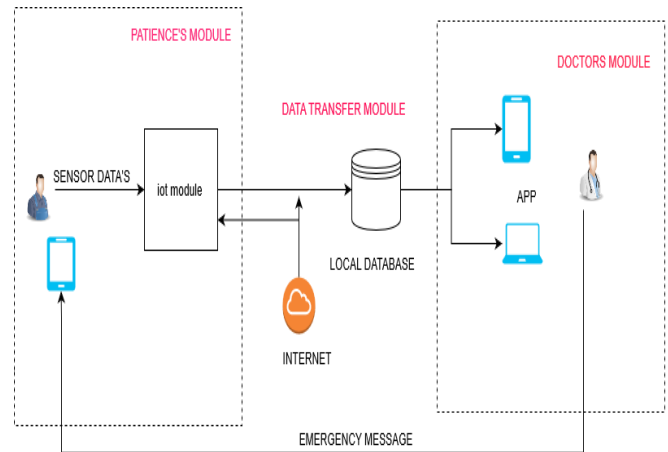 PATIENCE'S MODULE
DOCTORS MODULE
DATA TRANSFER MODULE
SENSOR DATA'S
iot module
APP
LOCAL DATABASE
INTERNET
EMERGENCY MESSAGE